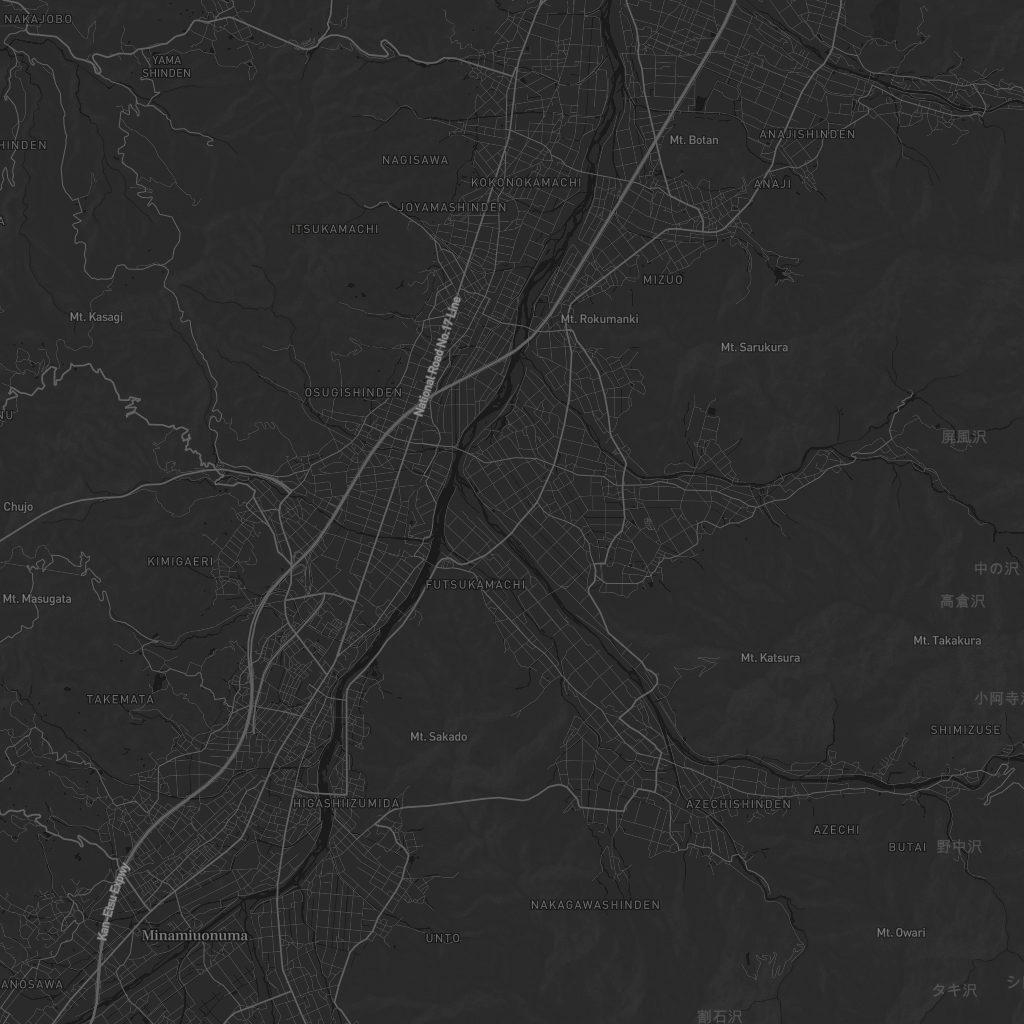 NAKAJOBO
YAMA
SHINDEN
HINDEN
Mt. Botan
ANAJISHINDEN
NAGISAWA
KOKONOKAMACHI
ANAJI
JOYAMASHINDEN
ITSUKAMACHI
MIZUO
Mt. Kasagi
Mt. Rokumanki
National Road No.17 Line
Mt. Sarukura
OSUGISHINDEN
NU
屏風沢
Chujo
KIMIGAERI
中の沢
FUTSUKAMACHI
Mt. Masugata
高倉沢
Mt. Takakura
Mt. Katsura
TAKEMATA
小阿寺
SHIMIZUSE
Mt. Sakado
HIGASHIIZUMIDA
AZECHISHINDEN
AZECHI
BUTAI
野中沢
Kan-Etsu Expwy
NAKAGAWASHINDEN
Minamiuonuma
UNTO
Mt. Owari
ANOSAWA
タキ沢
シ
割石沢